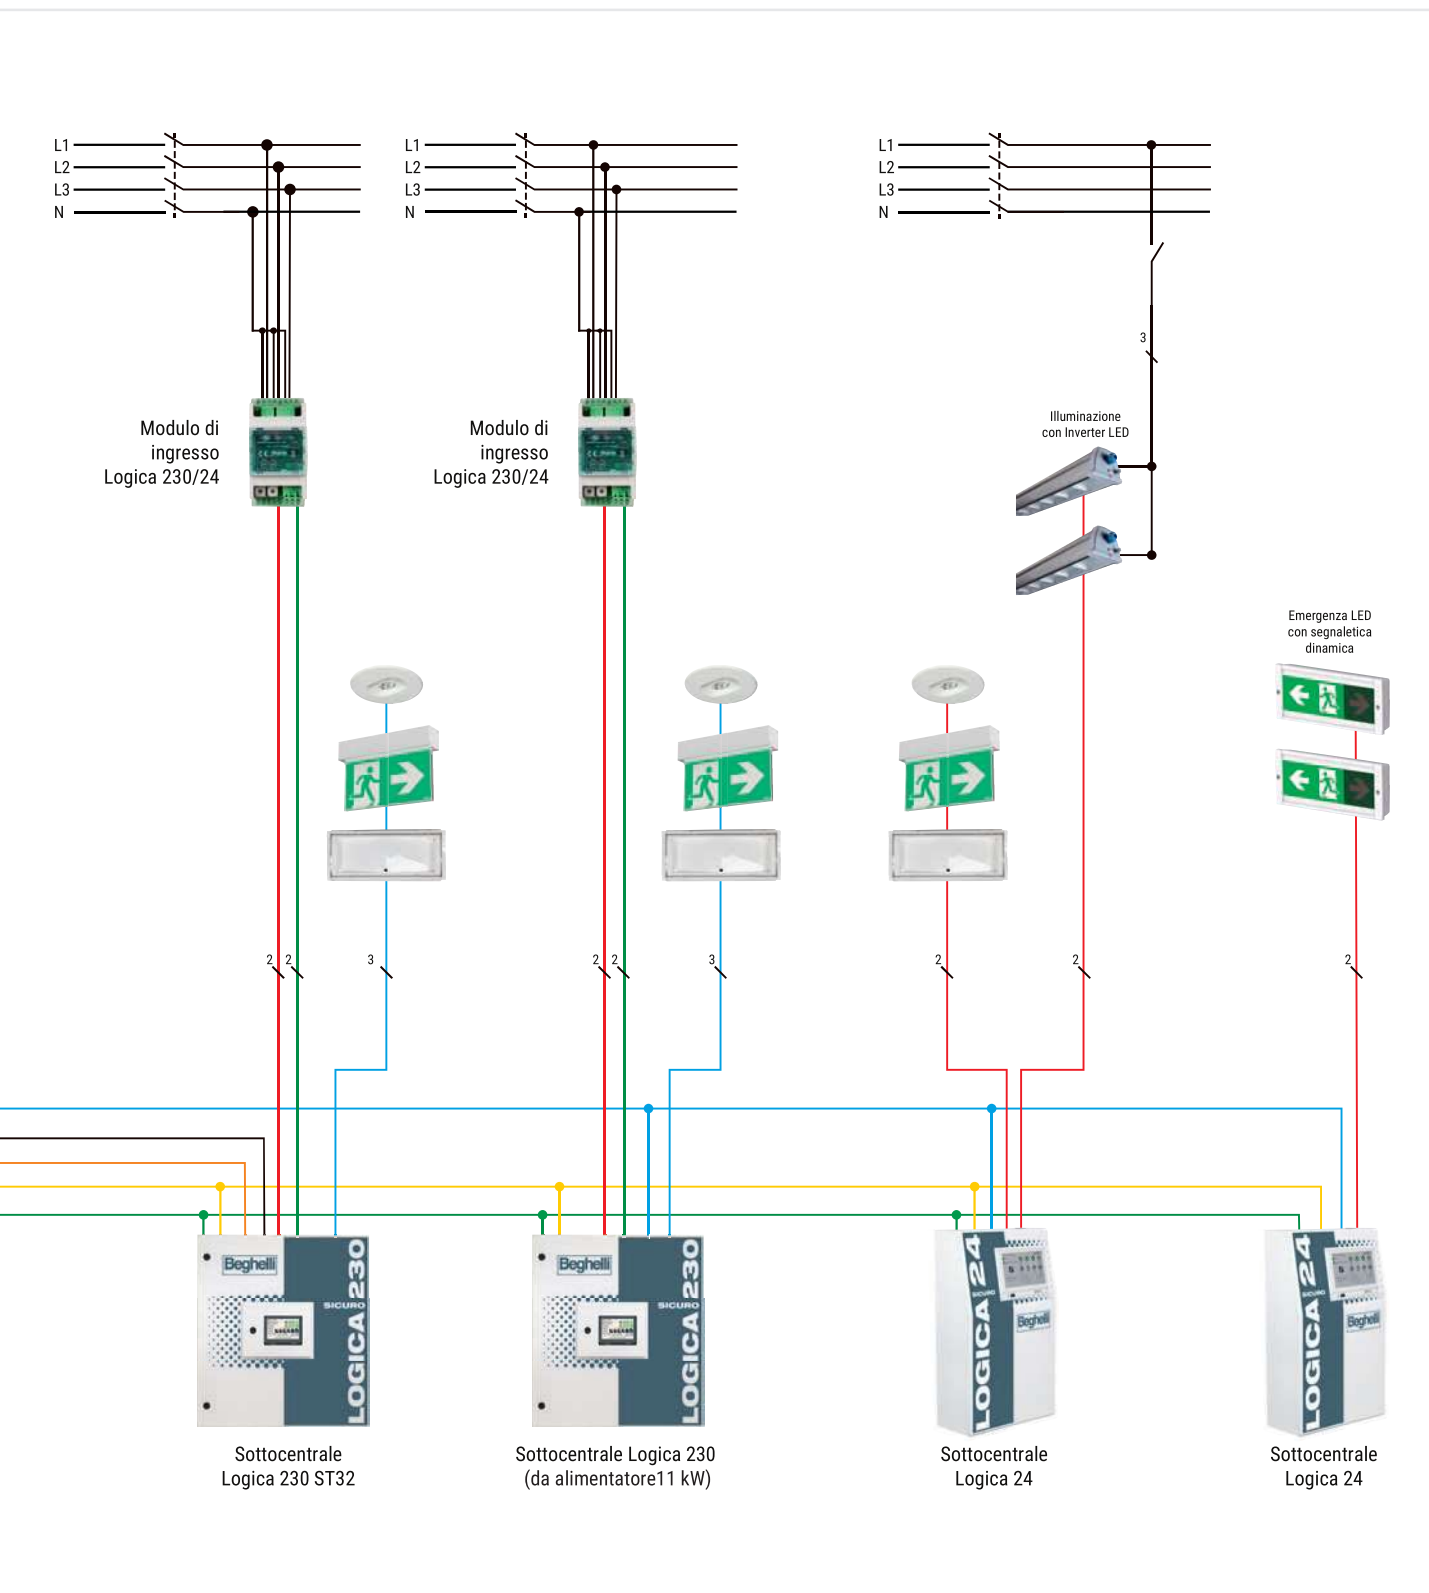 L1
L2
L3
N
L1
L2
L3
N
L1
L2
L3
N
3
Modulo di
ingresso
Logica 230/24
Modulo di
ingresso
Logica 230/24
Illuminazione
con Inverter LED
Emergenza LED
con segnaletica
dinamica
2
2
3
2
2
3
2
2
2
Beghelli
SICURO
LOGICA 230
Beghelli
SICURO
LOGICA 230
LOGICA 24
SICURO
Beghelli
LOGICA 24
SICURO
Beghelli
Sottocentrale
Logica 230 ST32
Sottocentrale Logica 230
(da alimentatore11 kW)
Sottocentrale
Logica 24
Sottocentrale
Logica 24